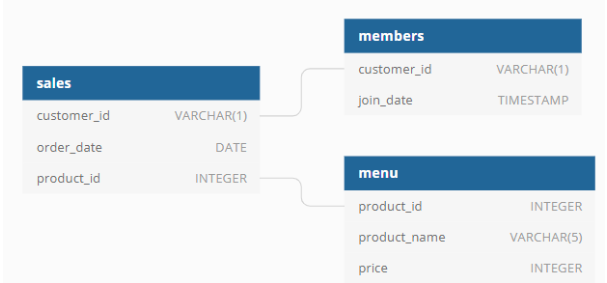 sales
customer_id VARCHAR(1)
order_date DATE
product_id INTEGER
members
customer_id VARCHAR(1)
join_date TIMESTAMP
menu
product_id INTEGER
product_name VARCHAR(5)
price INTEGER